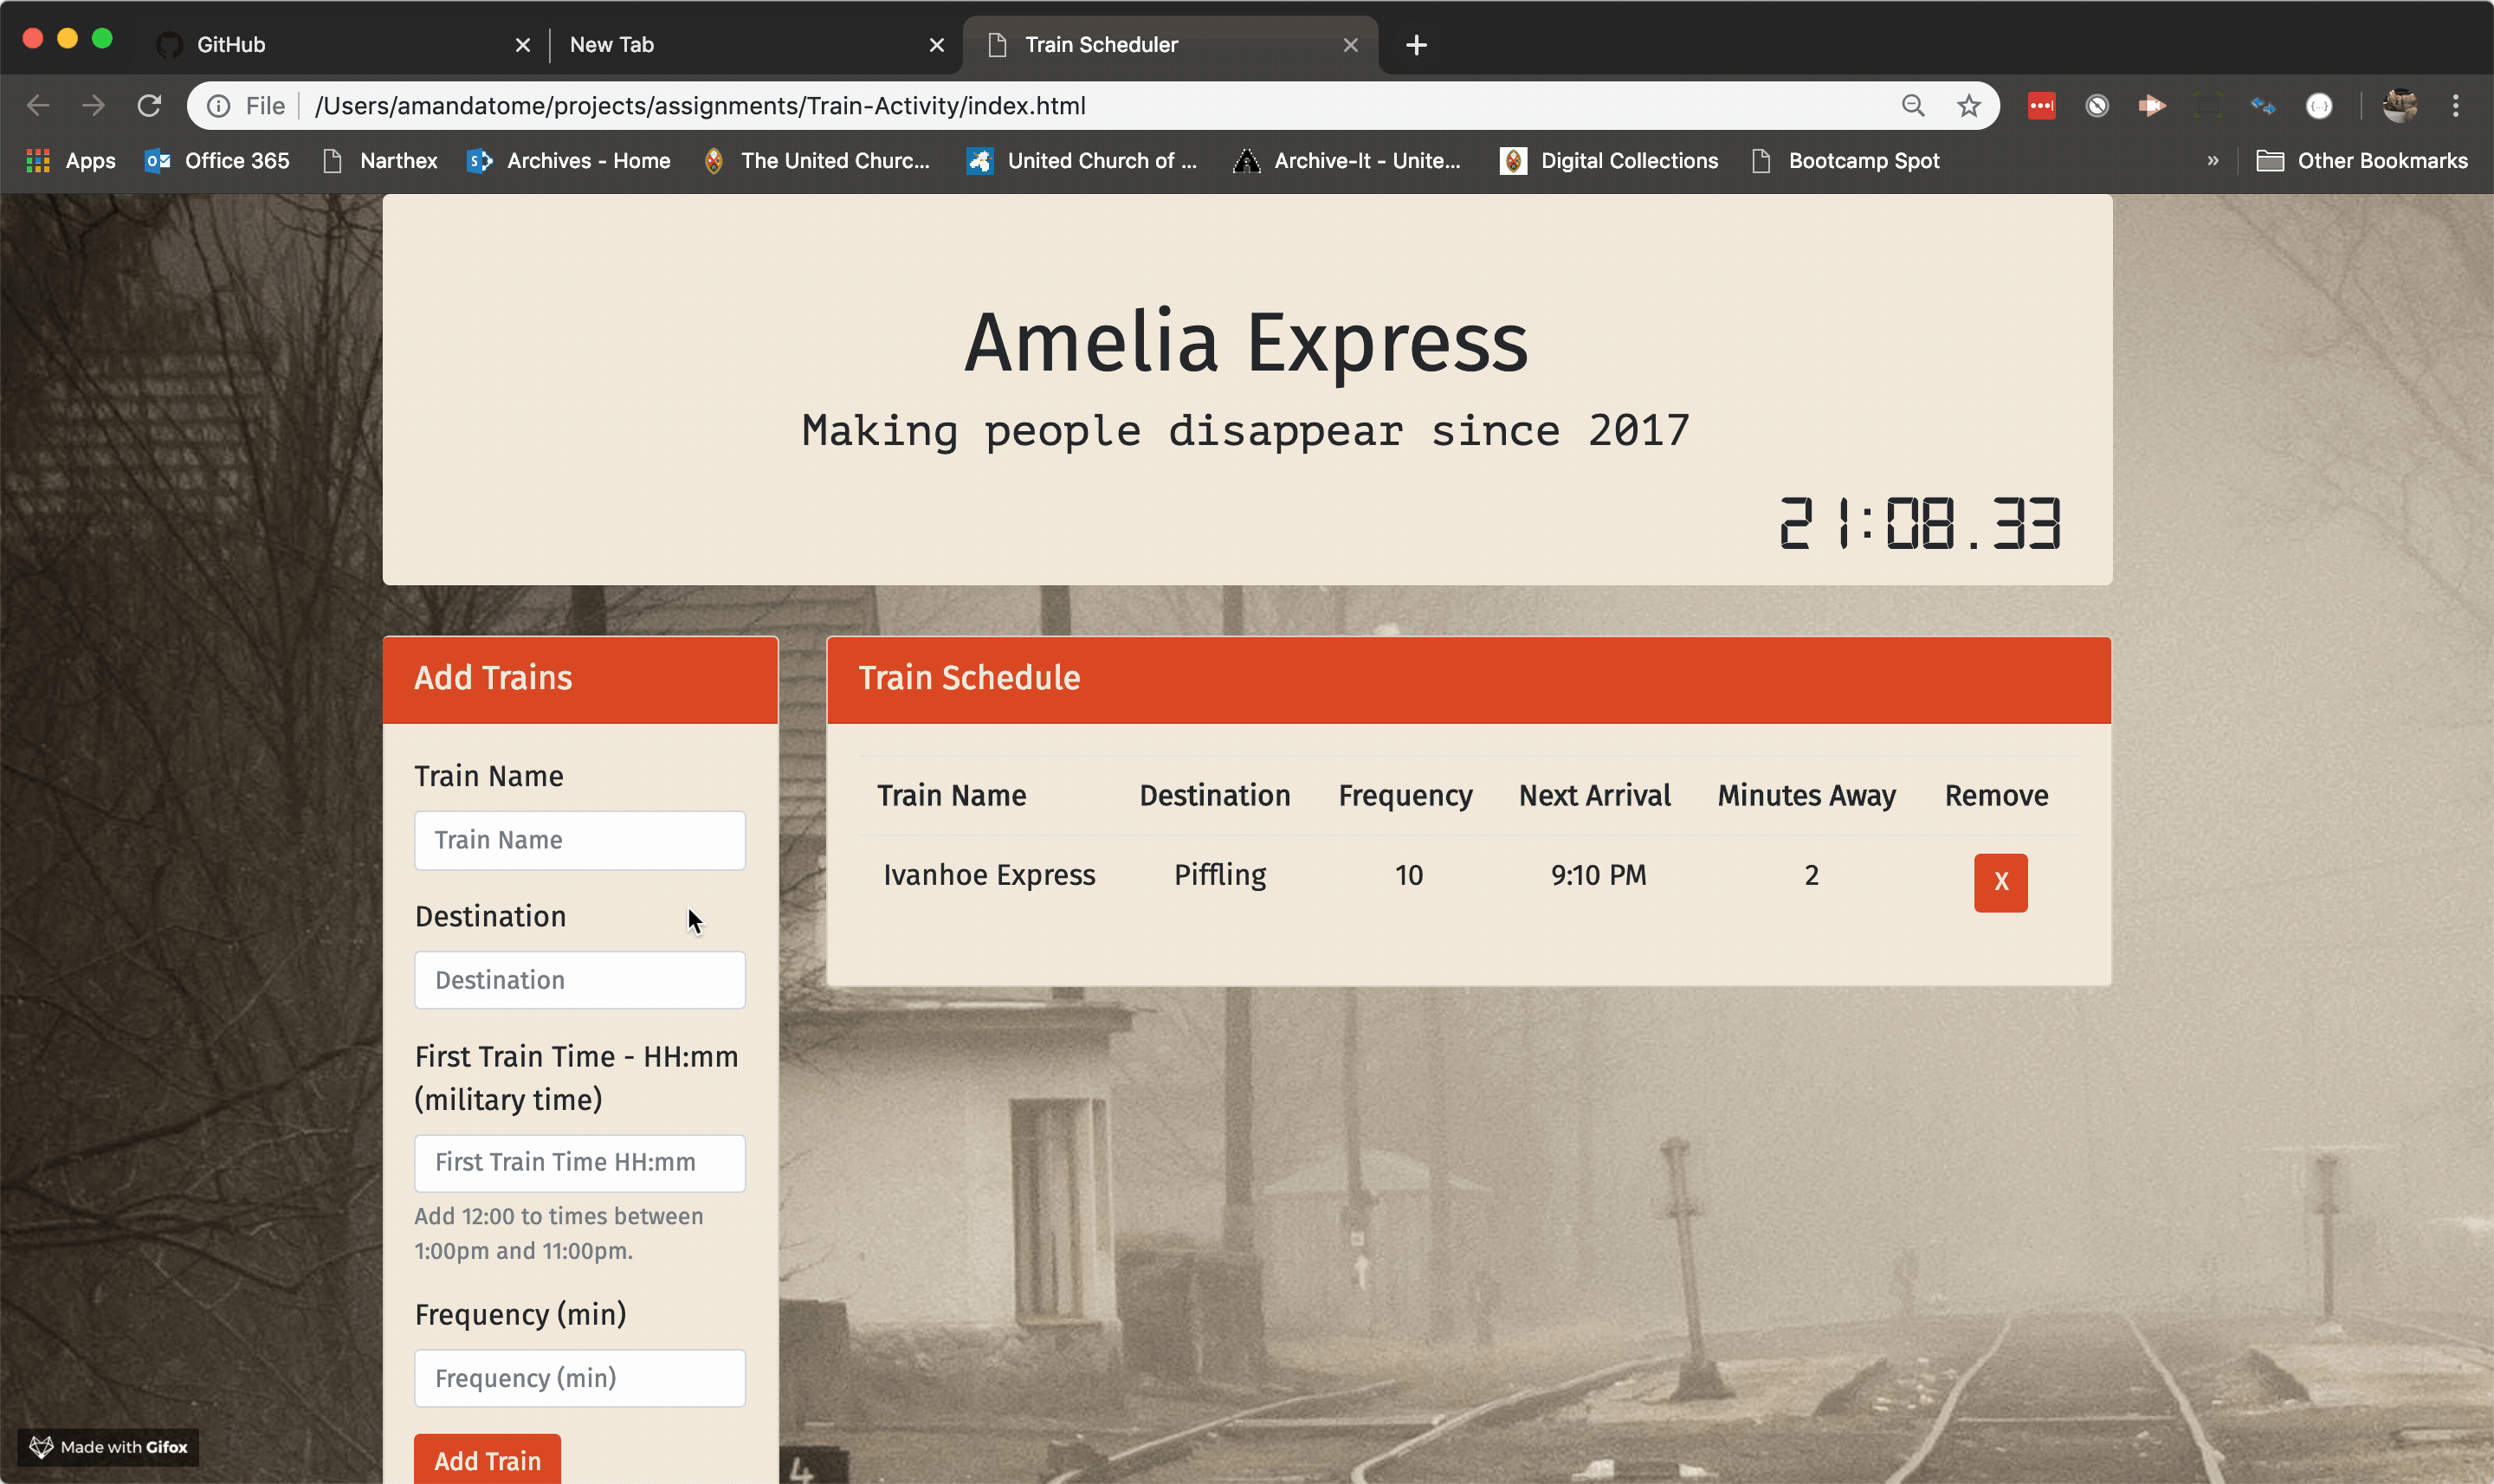 GitHub
New Tab
Train Scheduler
File /Users/amandatome/projects/assignments/Train-Activity/index.html
Apps Office 365 Narthex Archives - Home The United Churc... United Church of ... Archive-It - Unite... Digital Collections Bootcamp Spot » Other Bookmarks
Amelia Express
Making people disappear since 2017
21:08.33
Add Trains
Train Name
Train Name
Destination
Destination
First Train Time - HH:mm
(military time)
First Train Time HH:mm
Add 12:00 to times between
1:00pm and 11:00pm.
Frequency (min)
Frequency (min)
Add Train
Train Schedule
Train Name Destination Frequency Next Arrival Minutes Away Remove
Ivanhoe Express Piffling 10 9:10 PM 2 X
4
Made with Gifox